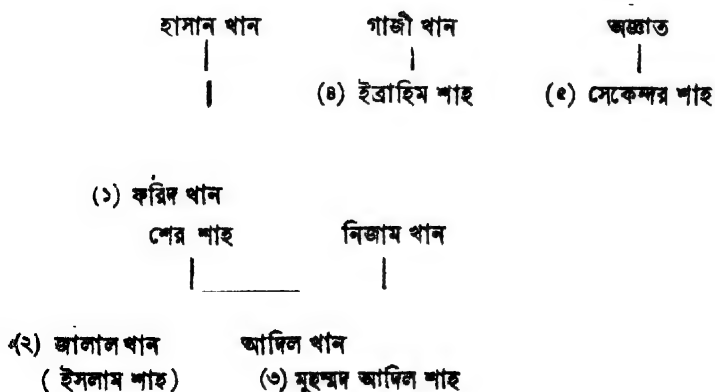 হাসান খান গাজী খান অজ্ঞাত
(৪) ইব্রাহিম শাহ (৫) সেকেন্দর শাহ
(১) ফরিদ খান
শের শাহ নিজাম খান
(২) জালাল খান আদিল খান
( ইসলাম শাহ ) (৩) মুহম্মদ আদিল শাহ